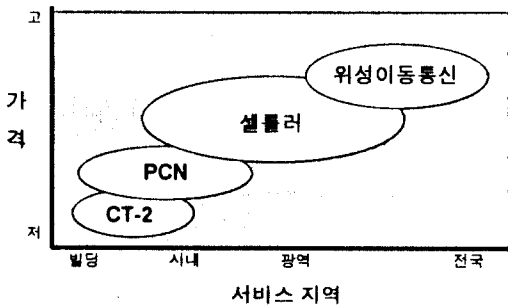 고
위성이동통신
가
격
셀룰러
PCN
CT-2
저
빌딩
시내
광역
전국
서비스 지역